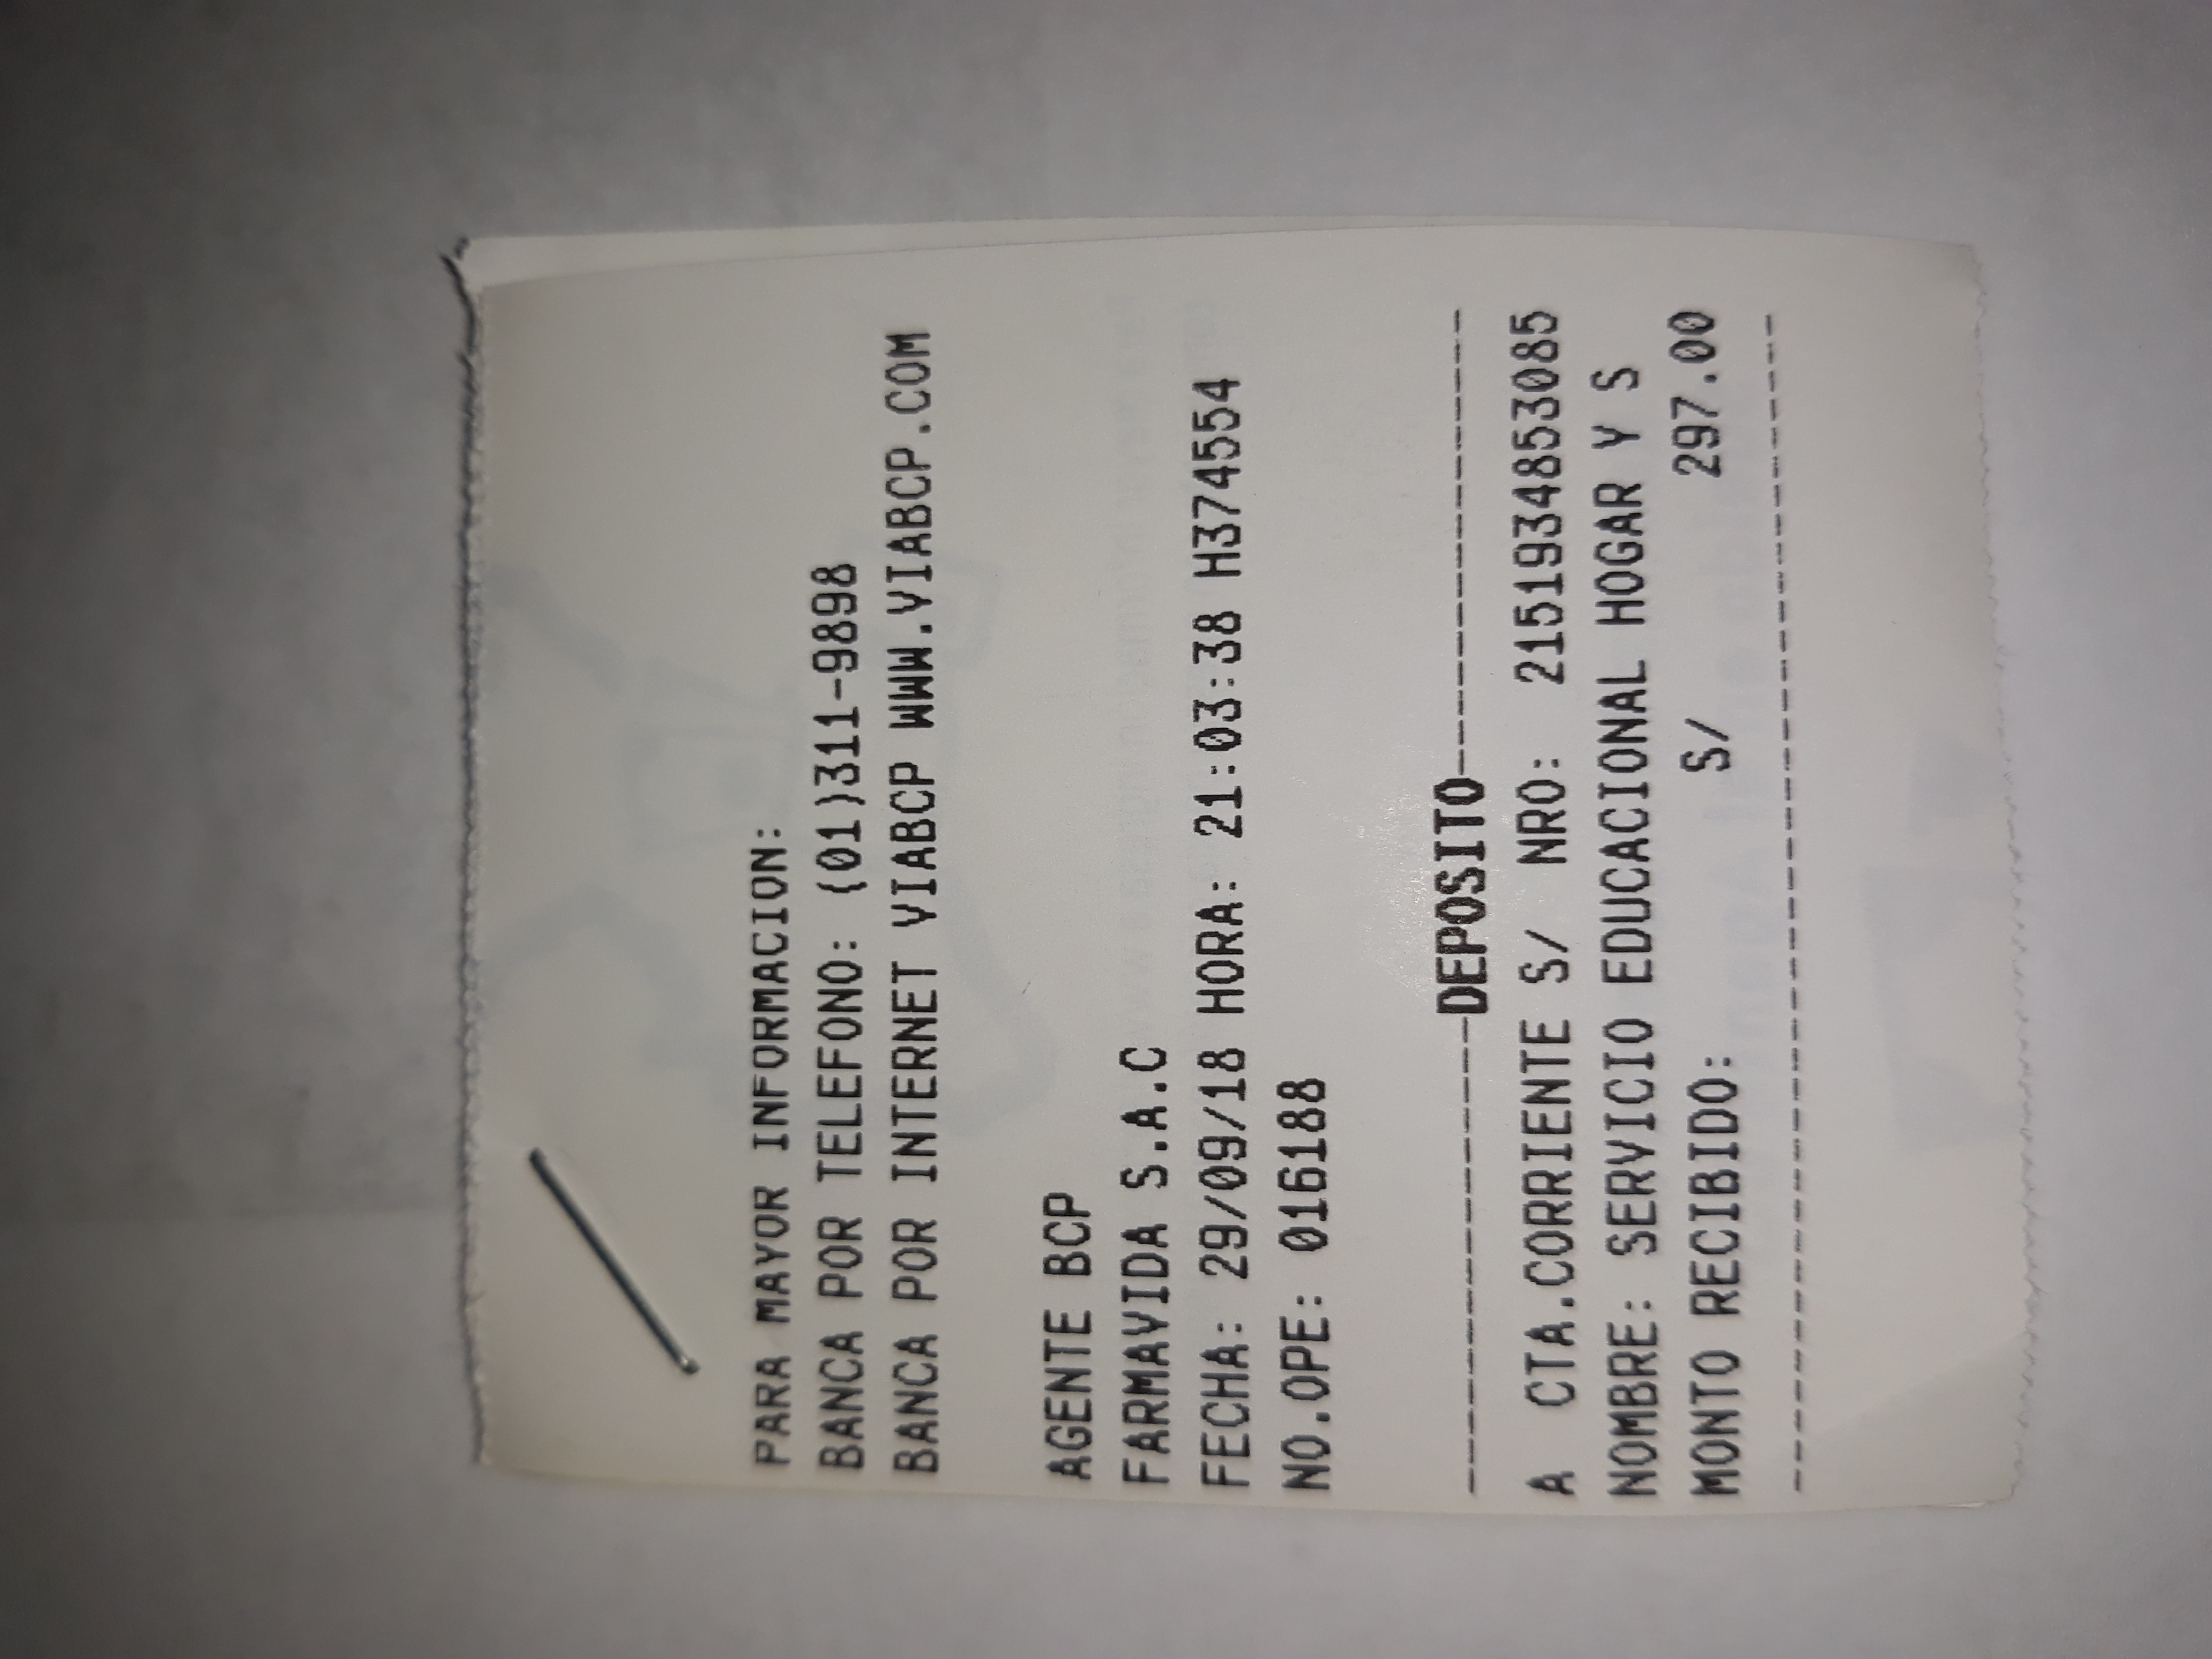 PARA MAYOR INFORMACION:
BANCA POR TELEFONO: (01)311-9898
BANCA POR INTERNET VIABCP WWW.VIABCP.COM
AGENTE BCP
FARMAVIDA S.A.C
FECHA: 29/09/18 HORA: 21:03:38 H374554
NO.OPE: 016188
--------------DEPOSITO--------------
A CTA.CORRIENTE S/ NRO: 2151934853085
NOMBRE: SERVICIO EDUCACIONAL HOGAR Y S
MONTO RECIBIDO: S/ 297.00